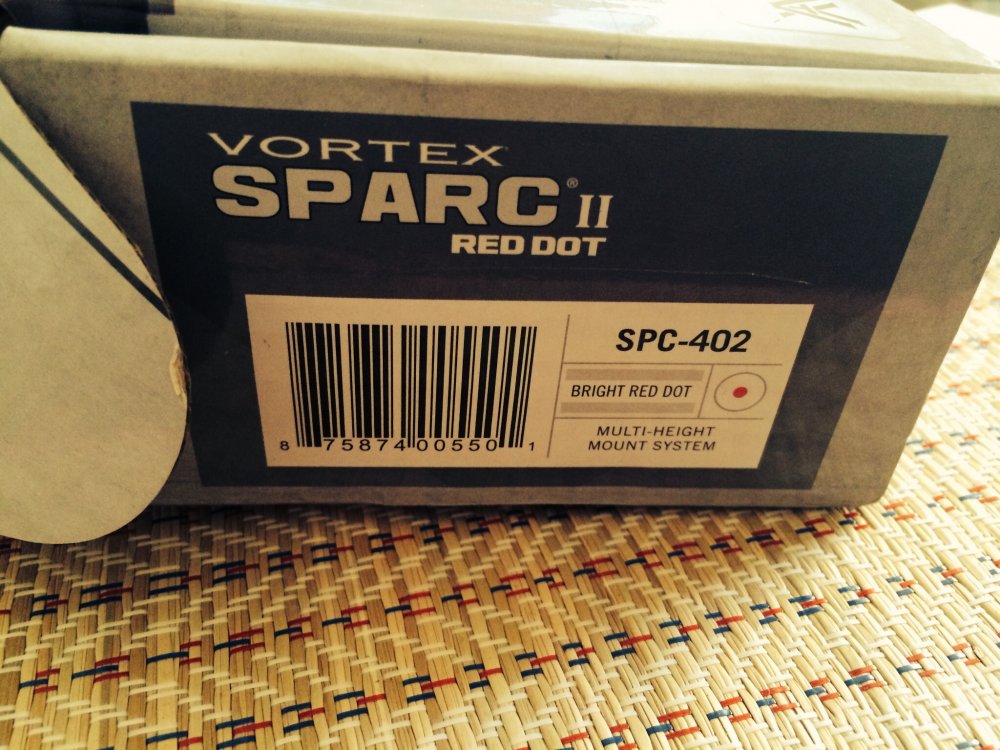 VORTEX
SPARC® II
RED DOT
SPC-402
BRIGHT RED DOT
MULTI-HEIGHT
MOUNT SYSTEM
8 75874 00550 1